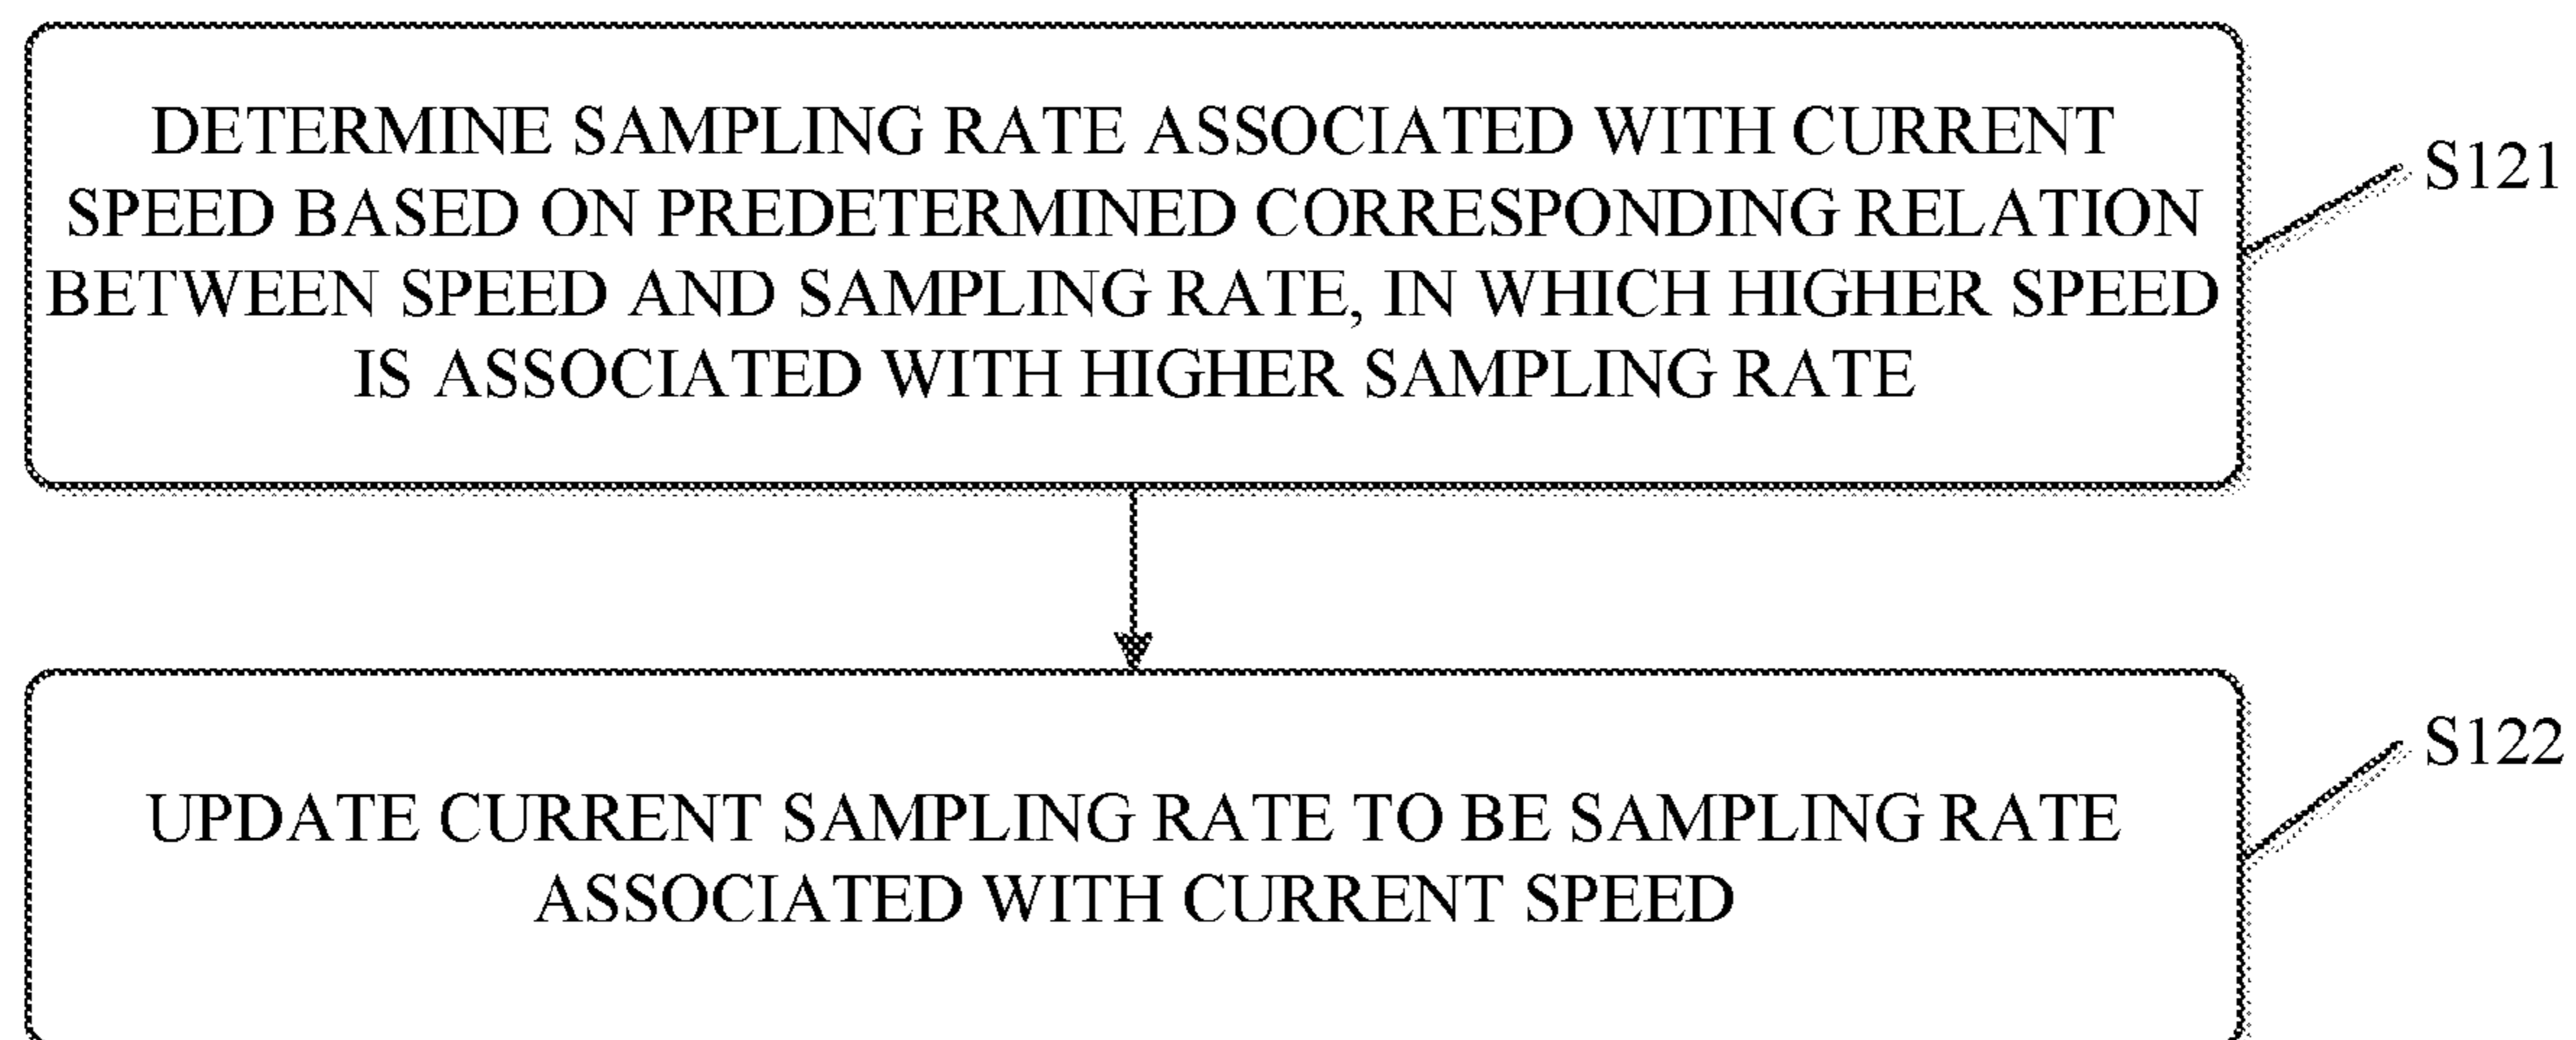 DETERMINE SAMPLING RATE ASSOCIATED WITH CURRENT
SPEED BASED ON PREDETERMINED CORRESPONDING RELATION
BETWEEN SPEED AND SAMPLING RATE, IN WHICH HIGHER SPEED
IS ASSOCIATED WITH HIGHER SAMPLING RATE
S121
UPDATE CURRENT SAMPLING RATE TO BE SAMPLING RATE
ASSOCIATED WITH CURRENT SPEED
S122